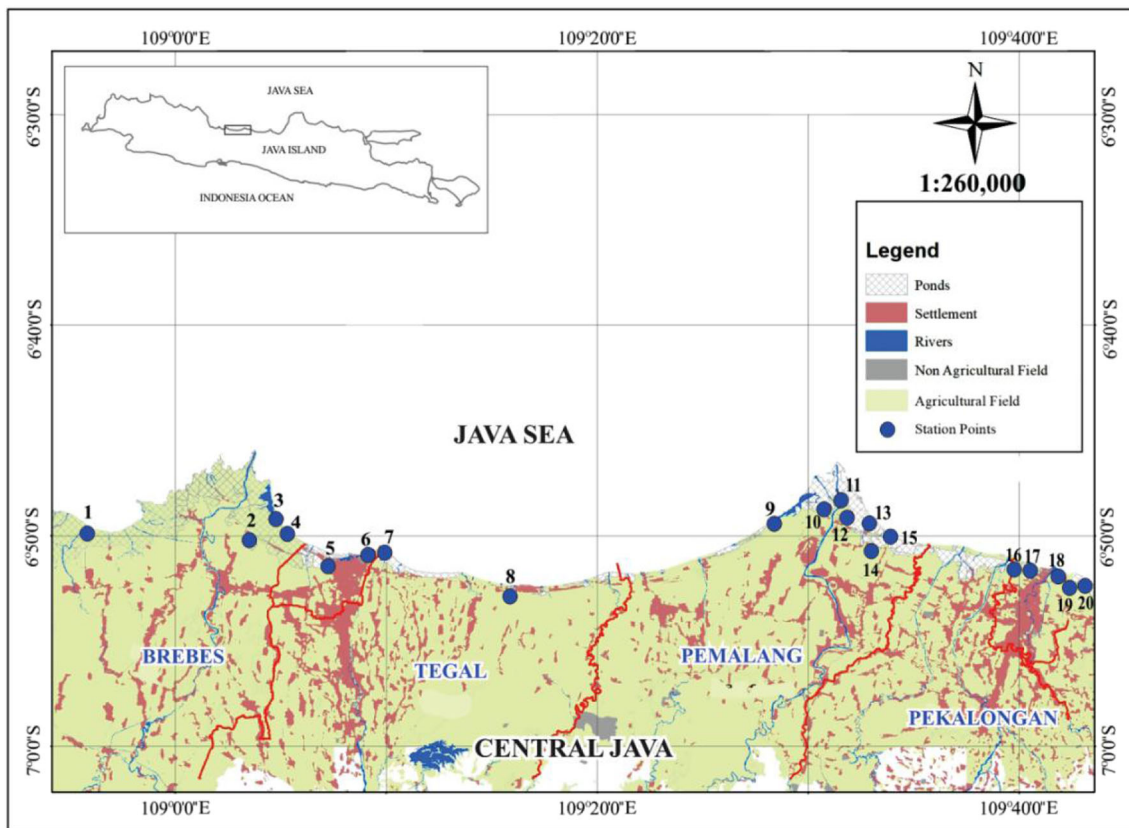 109°00'0"E
109°20'0"E
109°40'0"E
JAVA SEA
JAVA ISLAND
INDONESIA OCEAN
N
1:260,000
6°30'0"S
6°30'0"S
Legend
Ponds
Settlement
Rivers
Non Agricultural Field
Agricultural Field
Station Points
6°40'0"S
6°40'0"S
JAVA SEA
1
2
3
4
5
6
7
8
9
10
11
12
13
14
15
16
17
18
19
20
6°50'0"S
6°50'0"S
BREBES
TEGAL
PEMALANG
PEKALONGAN
CENTRAL JAVA
7°00'0"S
7°00'0"S
109°00'0"E
109°20'0"E
109°40'0"E